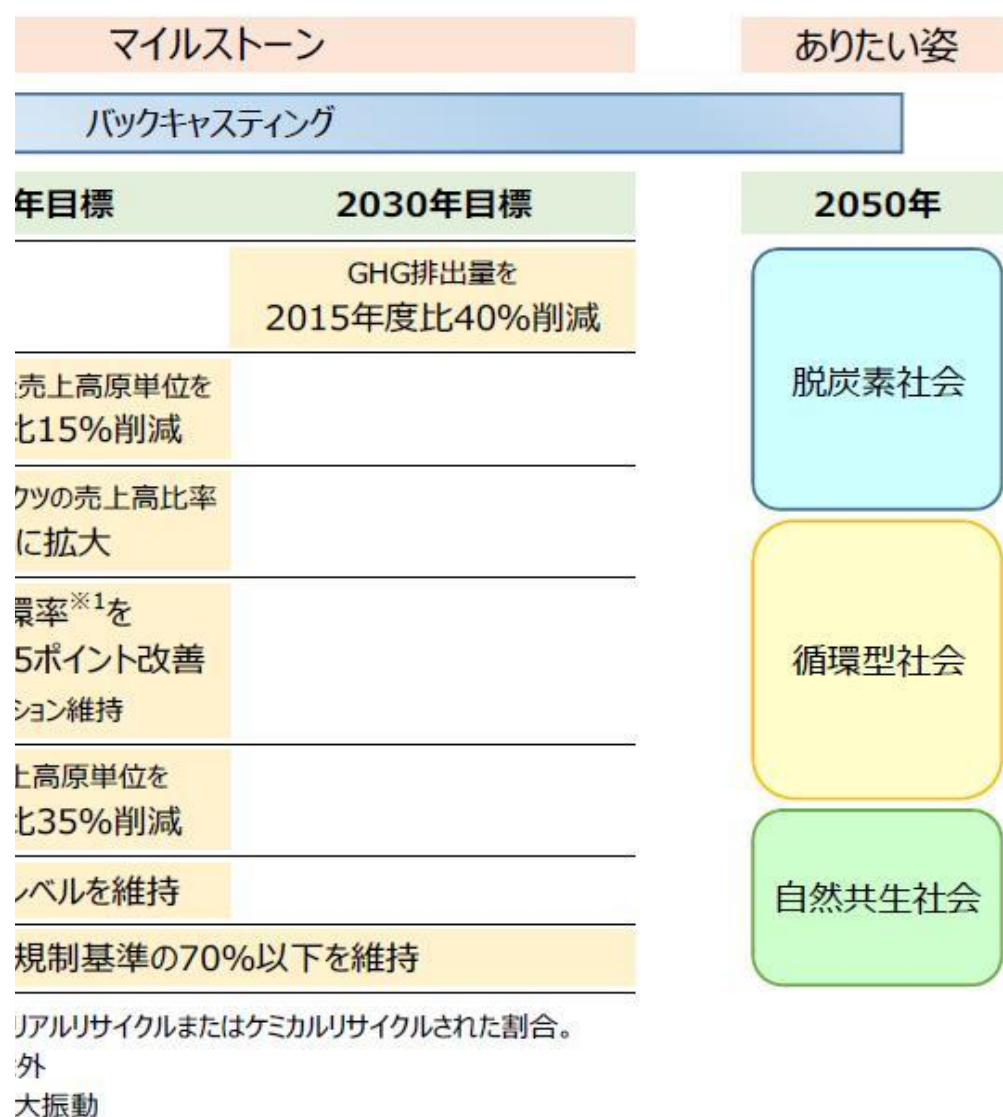 マイルストーン
ありたい姿
バックキャスティング
年目標
2030年目標
2050年
GHG排出量を
2015年度比40%削減
売上高原単位を
比15%削減
クツの売上高比率
に拡大
環率※1を
5ポイント改善
ション維持
上高原単位を
比35%削減
レベルを維持
規制基準の70%以下を維持
脱炭素社会
循環型社会
自然共生社会
リアルリサイクルまたはケミカルリサイクルされた割合。
外
大振動